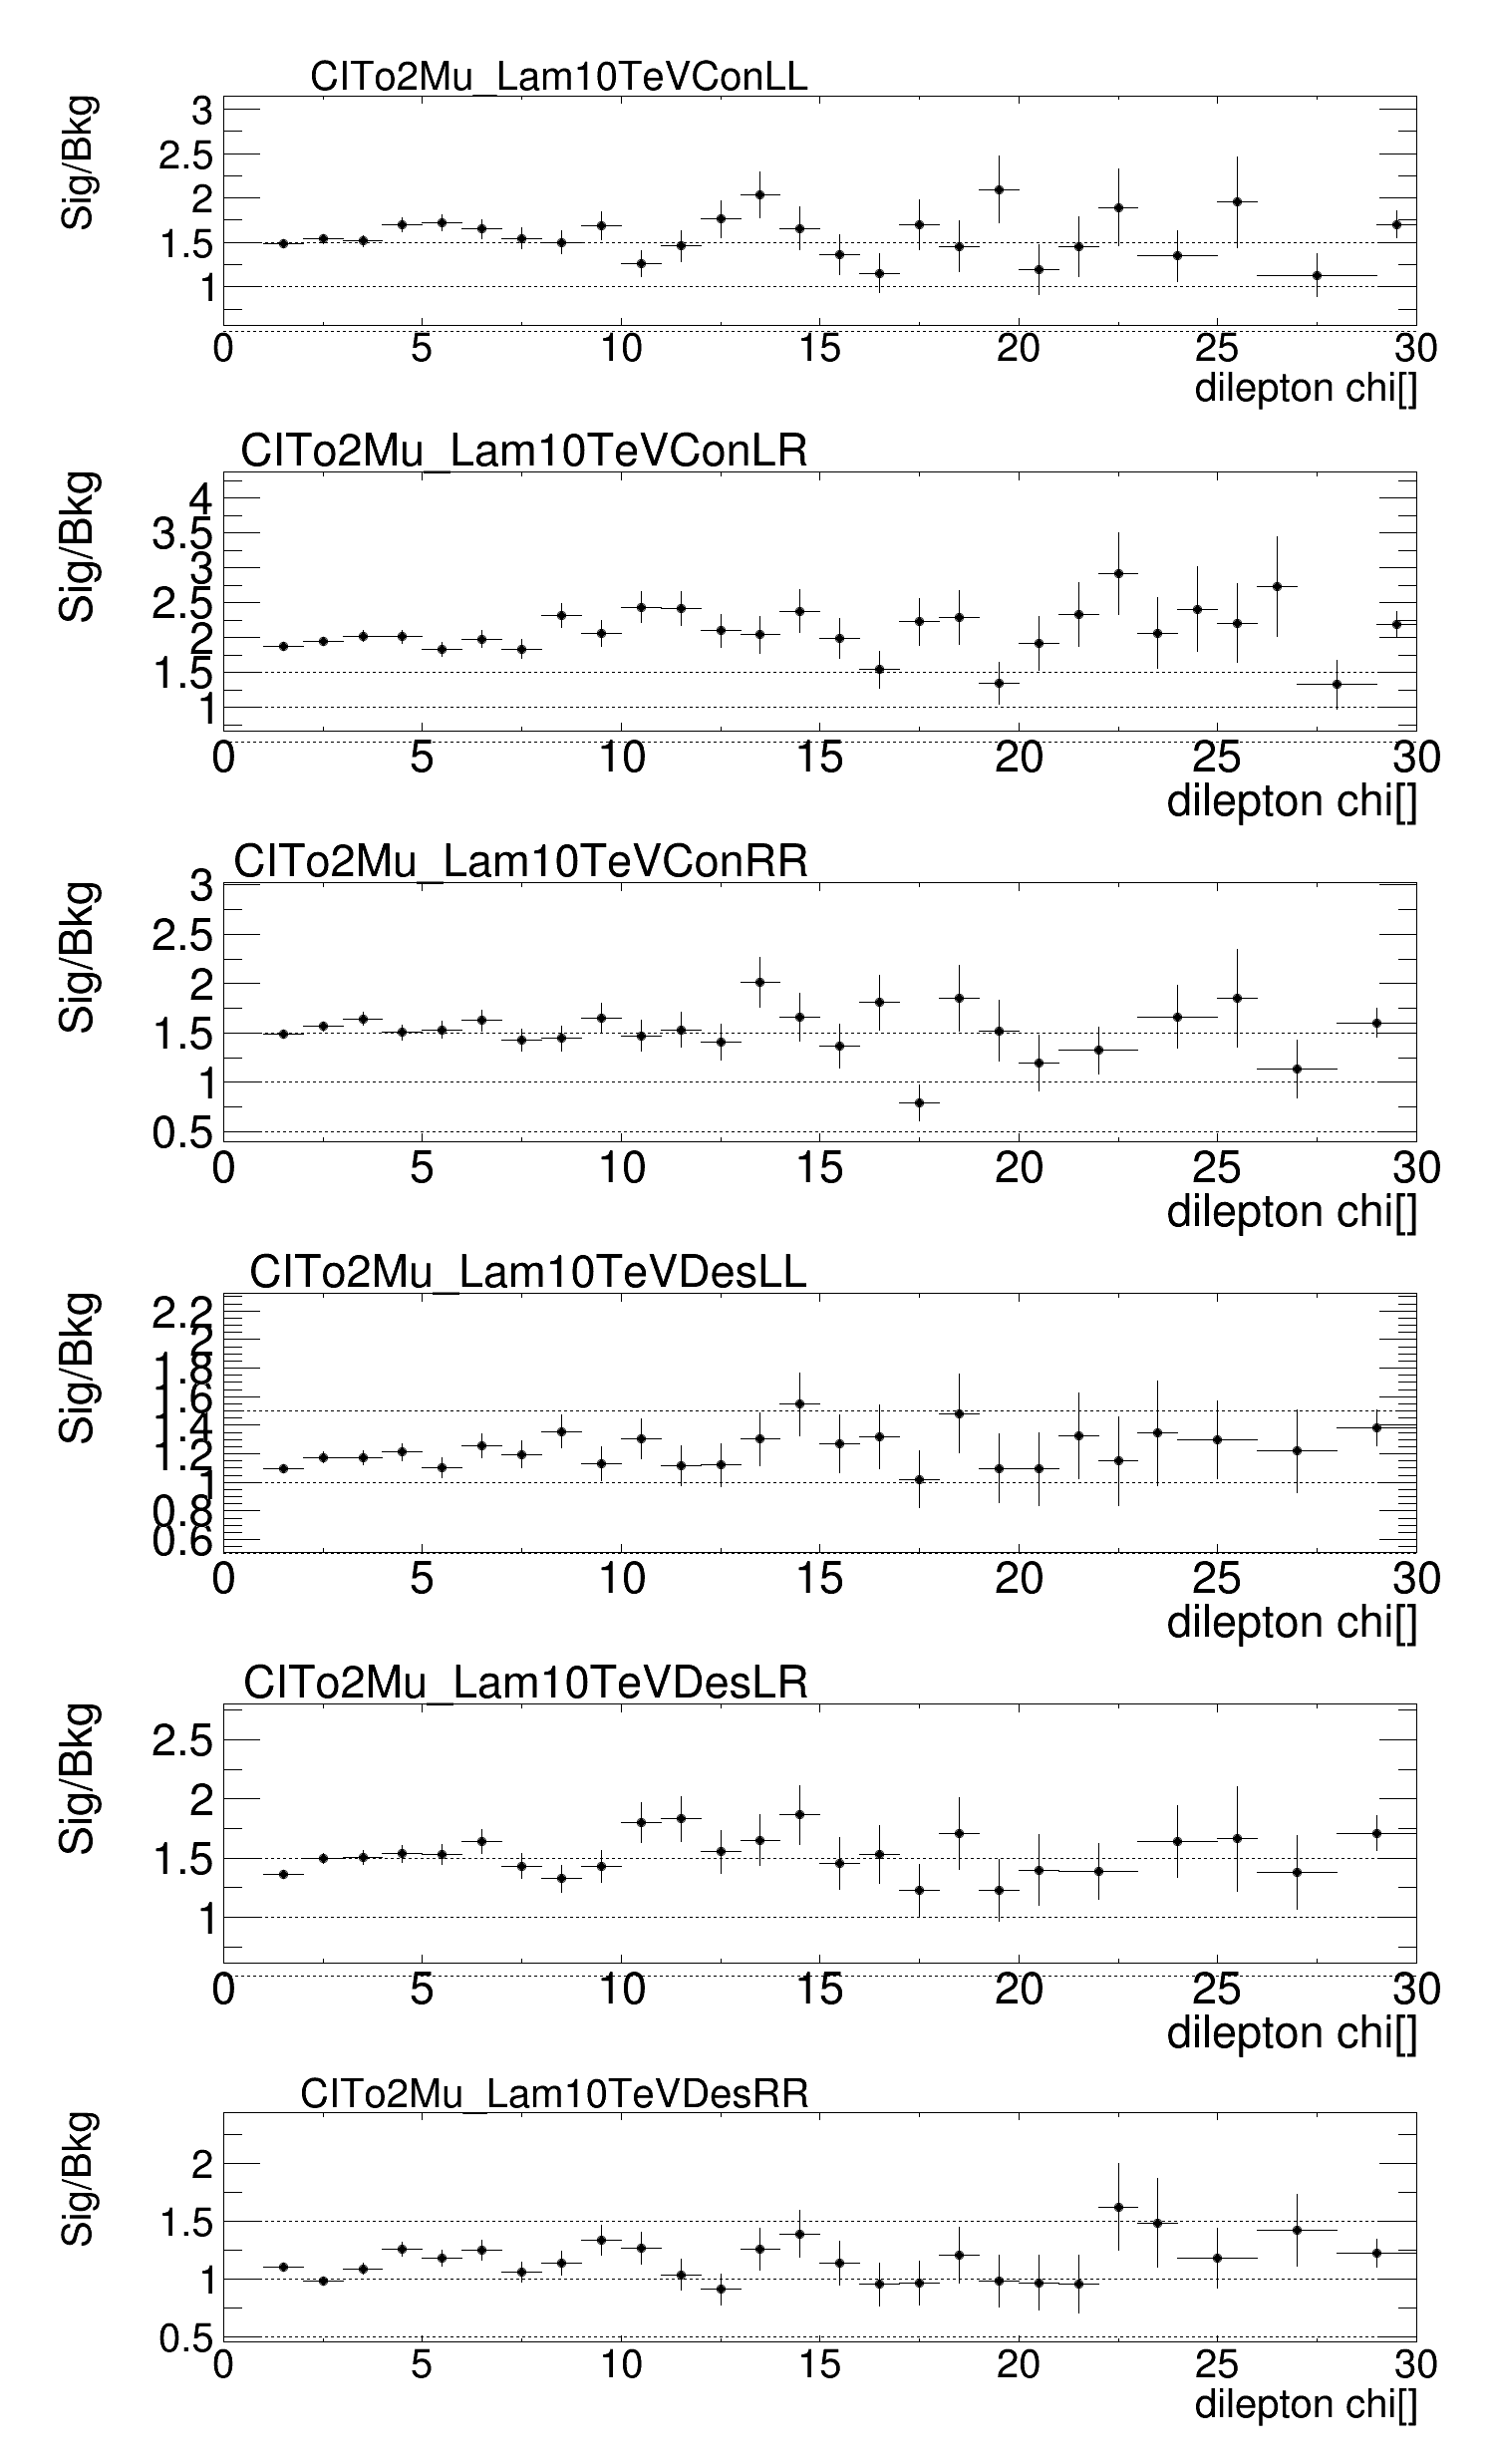 CITo2Mu_Lam10TeVConLL
Sig/Bkg
3
2.5
2
1.5
1
0 5 10 15 20 25 30
dilepton chi[]
CITo2Mu_Lam10TeVConLR
Sig/Bkg
4
3.5
3
2.5
2
1.5
1
0 5 10 15 20 25 30
dilepton chi[]
CITo2Mu_Lam10TeVConRR
Sig/Bkg
3
2.5
2
1.5
1
0.5
0 5 10 15 20 25 30
dilepton chi[]
CITo2Mu_Lam10TeVDesLL
Sig/Bkg
2.2
2
1.8
1.6
1.4
1.2
1
0.8
0.6
0 5 10 15 20 25 30
dilepton chi[]
CITo2Mu_Lam10TeVDesLR
Sig/Bkg
2.5
2
1.5
1
0 5 10 15 20 25 30
dilepton chi[]
CITo2Mu_Lam10TeVDesRR
Sig/Bkg
2
1.5
1
0.5
0 5 10 15 20 25 30
dilepton chi[]